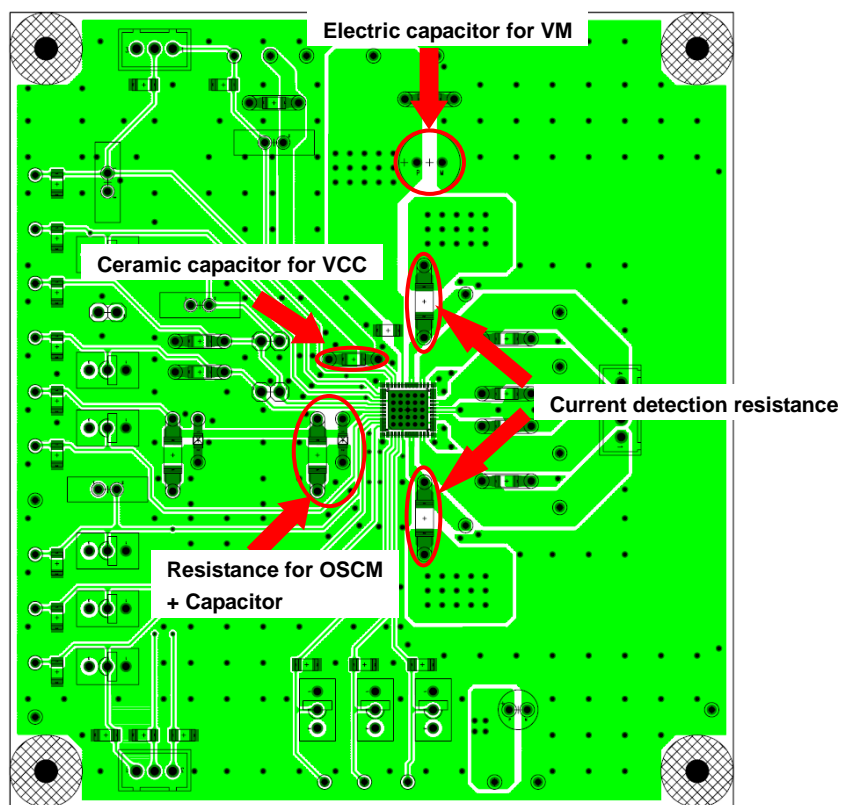 Electric capacitor for VM
Ceramic capacitor for VCC
Current detection resistance
Resistance for OSCM
+ Capacitor